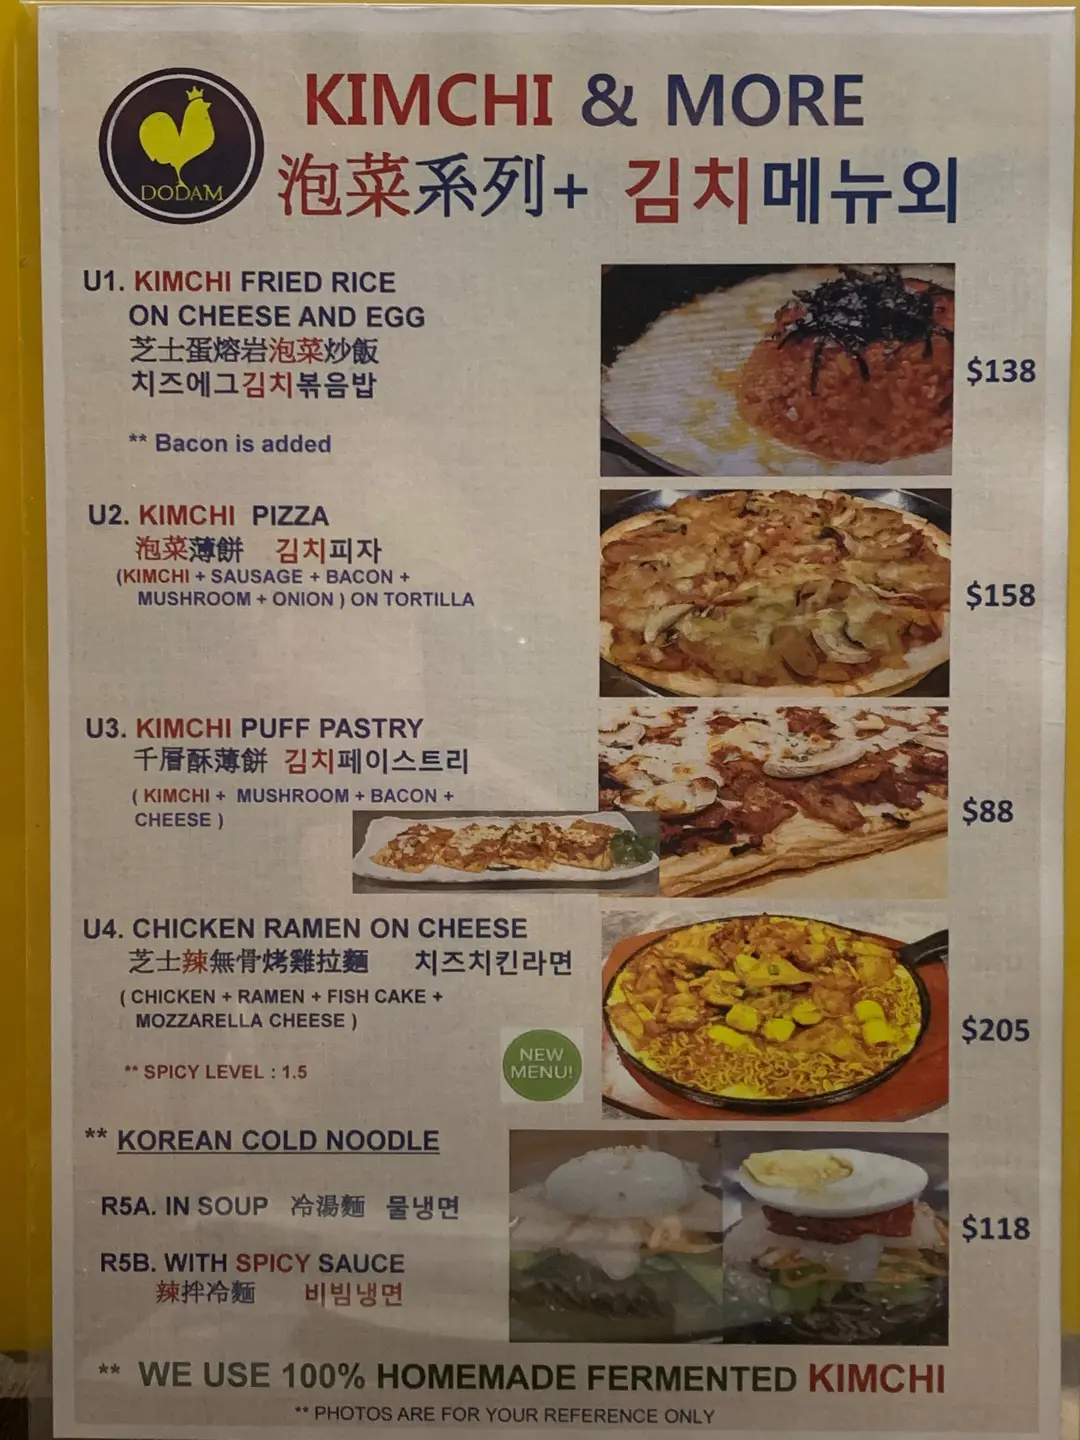 DODAM
KIMCHI & MORE
泡菜系列+ 김치메뉴외
U1. KIMCHI FRIED RICE
ON CHEESE AND EGG
芝士蛋熔岩泡菜炒飯
치즈에그김치볶음밥
$138
** Bacon is added
U2. KIMCHI PIZZA
泡菜薄餅 김치피자
(KIMCHI + SAUSAGE + BACON +
MUSHROOM + ONION ) ON TORTILLA
$158
U3. KIMCHI PUFF PASTRY
千層酥薄餅 김치페이스트리
( KIMCHI + MUSHROOM + BACON +
CHEESE )
$88
U4. CHICKEN RAMEN ON CHEESE
芝士辣無骨烤雞拉麵 치즈치킨라면
( CHICKEN + RAMEN + FISH CAKE +
MOZZARELLA CHEESE )
$205
** SPICY LEVEL : 1.5
NEW
MENU!
** KOREAN COLD NOODLE
R5A. IN SOUP 冷湯麵 물냉면
$118
R5B. WITH SPICY SAUCE
辣拌冷麵 비빔냉면
** WE USE 100% HOMEMADE FERMENTED KIMCHI
** PHOTOS ARE FOR YOUR REFERENCE ONLY